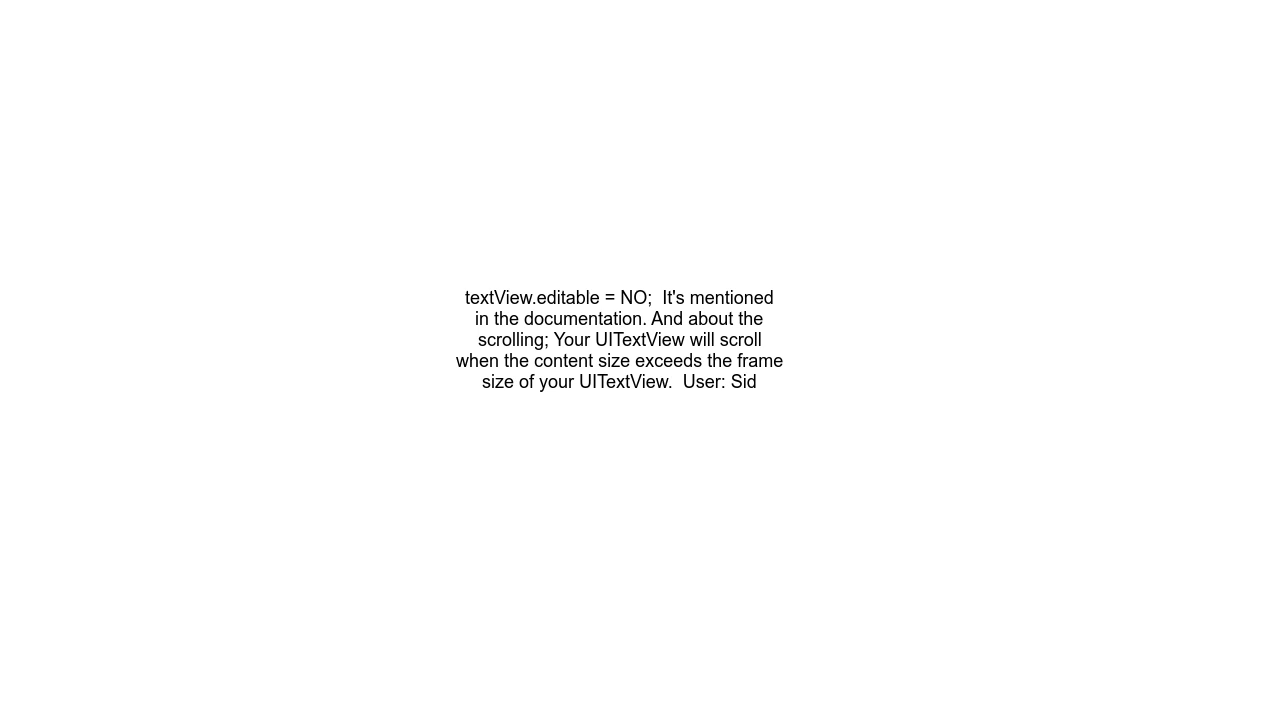 textView.editable = NO;  It's mentioned
in the documentation. And about the
scrolling; Your UITextView will scroll
when the content size exceeds the frame
size of your UITextView.  User: Sid